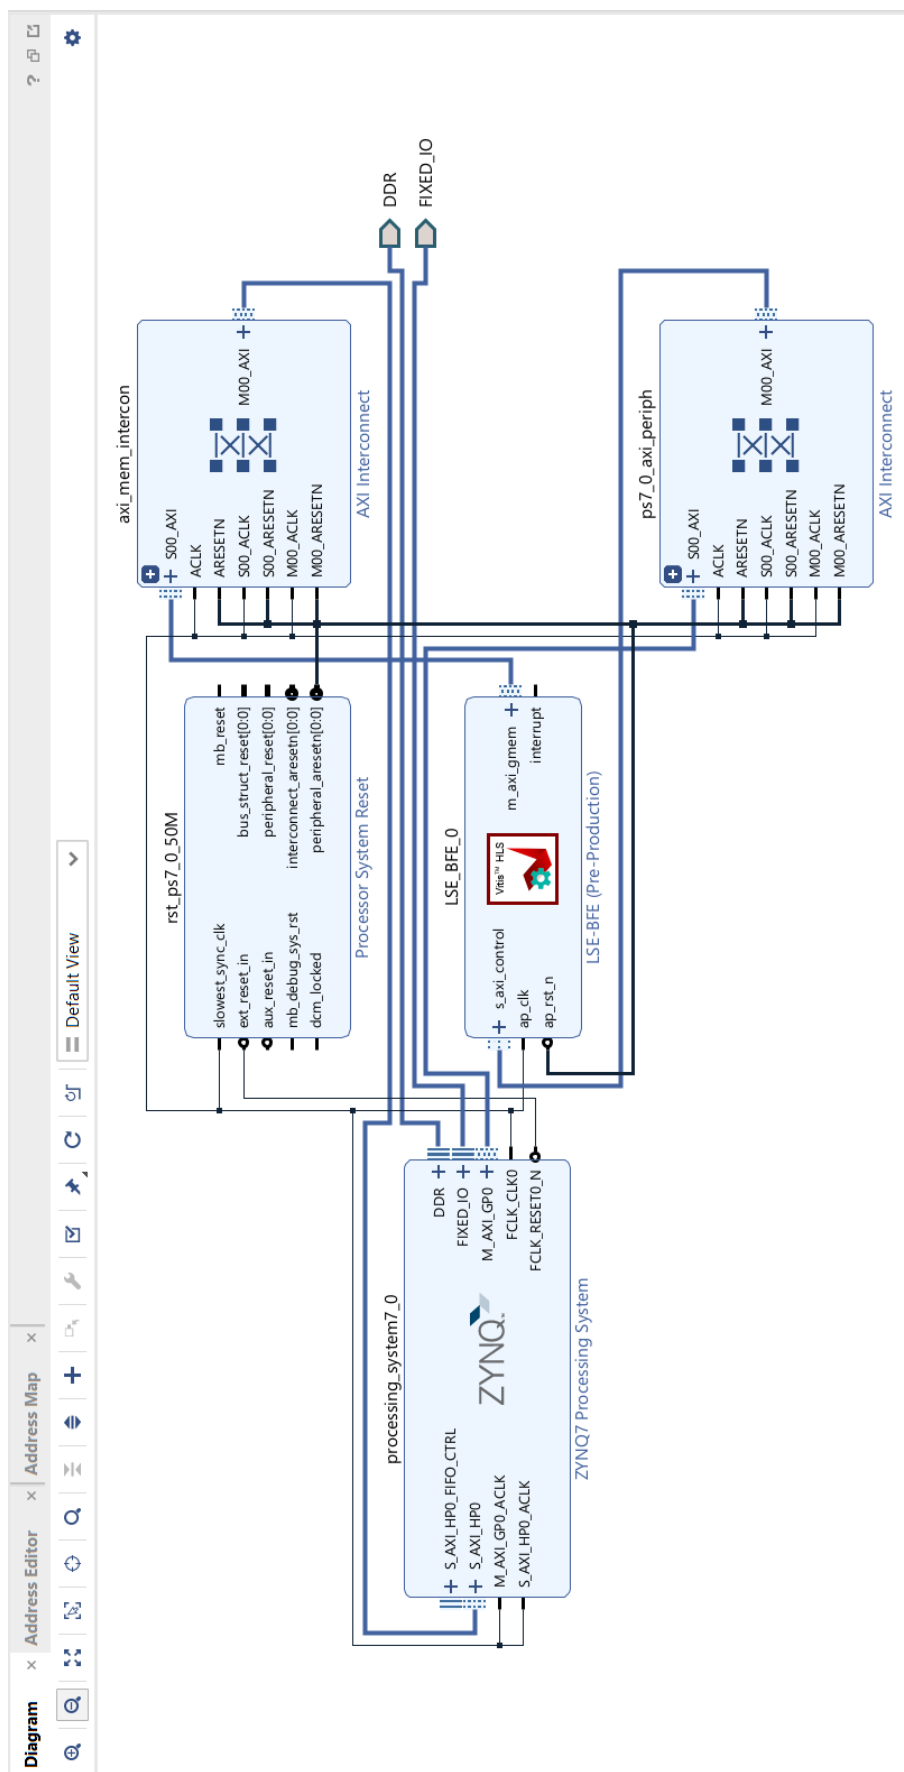 Diagram
×
Address Editor
×
Address Map
×
? 
Default View
processing_system7_0
S_AXI_HP0_FIFO_CTRL
S_AXI_HP0
M_AXI_GP0_ACLK
S_AXI_HP0_ACLK
ZYNQ
DDR
FIXED_IO
M_AXI_GP0
FCLK_CLK0
FCLK_RESET0_N
ZYNQ7 Processing System
rst_ps7_0_50M
slowest_sync_clk
ext_reset_in
aux_reset_in
mb_debug_sys_rst
dcm_locked
mb_reset
bus_struct_reset[0:0]
peripheral_reset[0:0]
interconnect_aresetn[0:0]
peripheral_aresetn[0:0]
Processor System Reset
LSE_BFE_0
s_axi_control
ap_clk
ap_rst_n
Vitis™ HLS
m_axi_gmem
interrupt
LSE-BFE (Pre-Production)
axi_mem_intercon
S00_AXI
ACLK
ARESETN
S00_ACLK
S00_ARESETN
M00_ACLK
M00_ARESETN
M00_AXI
AXI Interconnect
ps7_0_axi_periph
S00_AXI
ACLK
ARESETN
S00_ACLK
S00_ARESETN
M00_ACLK
M00_ARESETN
M00_AXI
AXI Interconnect
DDR
FIXED_IO